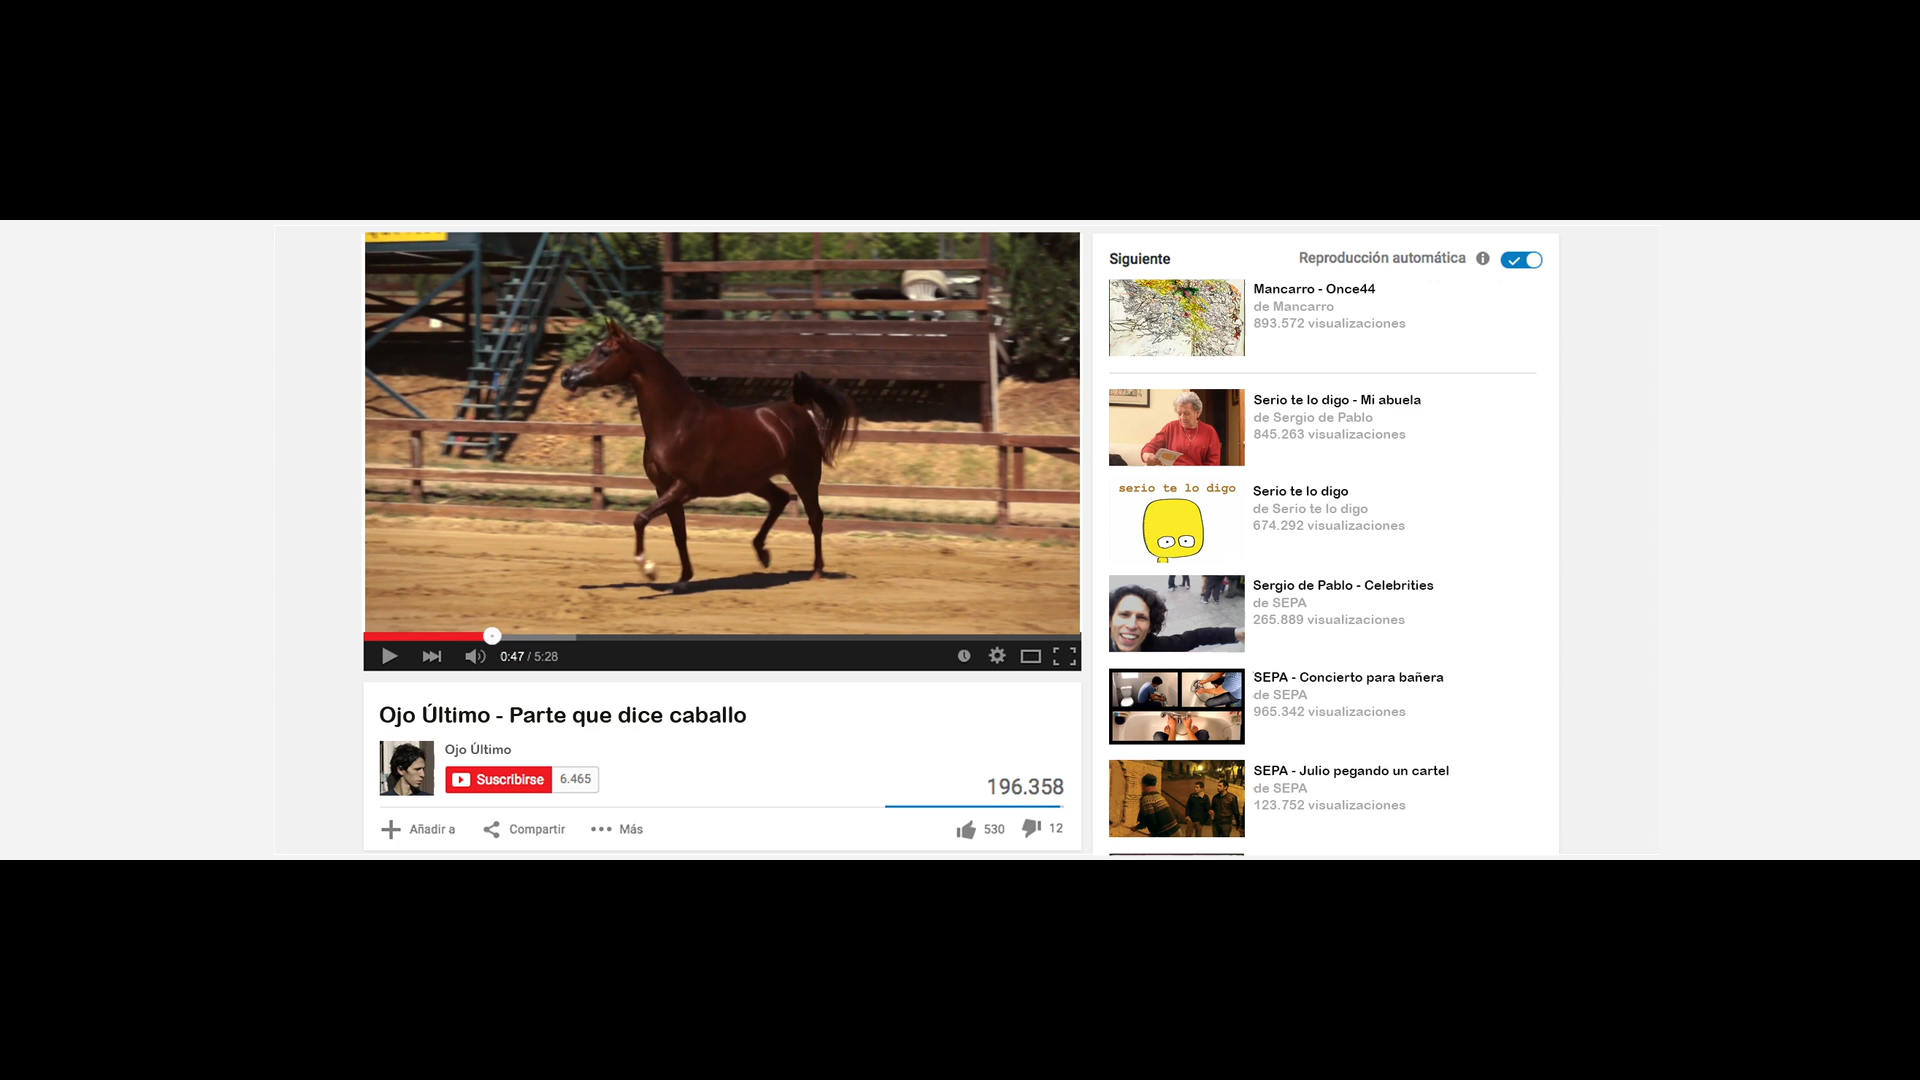 0:47 / 5:28
Ojo Último - Parte que dice caballo
Ojo Último
Suscribirse 6.465
196.358
Añadir a Compartir Más 530 12
Siguiente Reproducción automática
Mancarro - Once44
de Mancarro
893.572 visualizaciones
Serio te lo digo - Mi abuela
de Sergio de Pablo
845.263 visualizaciones
serio te lo digo
Serio te lo digo
de Serio te lo digo
674.292 visualizaciones
Sergio de Pablo - Celebrities
de SEPA
265.889 visualizaciones
SEPA - Concierto para bañera
de SEPA
965.342 visualizaciones
SEPA - Julio pegando un cartel
de SEPA
123.752 visualizaciones